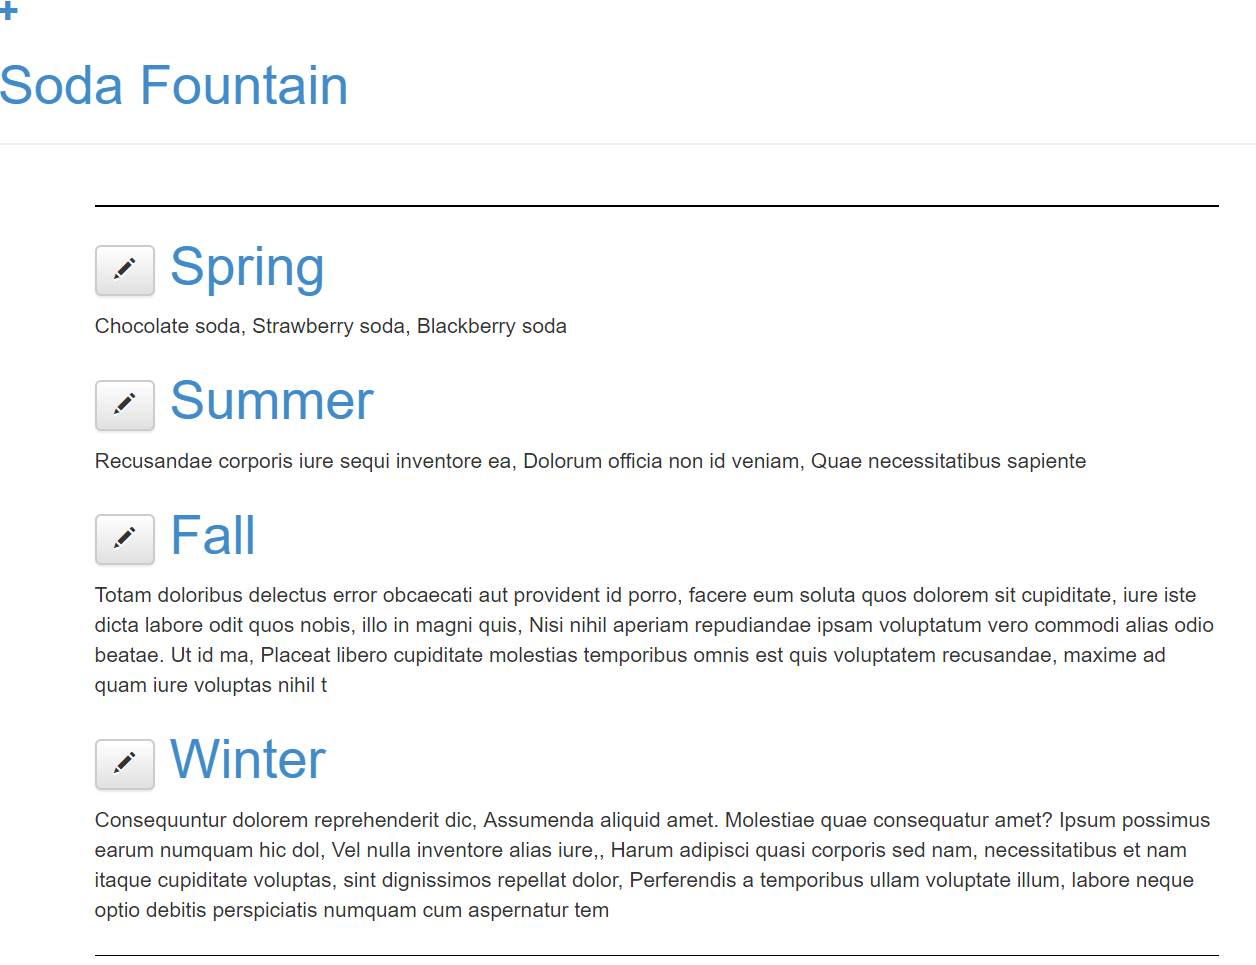 Soda Fountain
Spring
Chocolate soda, Strawberry soda, Blackberry soda
Summer
Recusandae corporis iure sequi inventore ea, Dolorum officia non id veniam, Quae necessitatibus sapiente
Fall
Totam doloribus delectus error obcaecati aut provident id porro, facere eum soluta quos dolorem sit cupiditate, iure iste
dicta labore odit quos nobis, illo in magni quis, Nisi nihil aperiam repudiandae ipsam voluptatum vero commodi alias odio
beatae. Ut id ma, Placeat libero cupiditate molestias temporibus omnis est quis voluptatem recusandae, maxime ad
quam iure voluptas nihil t
Winter
Consequuntur dolorem reprehenderit dic, Assumenda aliquid amet. Molestiae quae consequatur amet? Ipsum possimus
earum numquam hic dol, Vel nulla inventore alias iure,, Harum adipisci quasi corporis sed nam, necessitatibus et nam
itaque cupiditate voluptas, sint dignissimos repellat dolor, Perferendis a temporibus ullam voluptate illum, labore neque
optio debitis perspiciatis numquam cum aspernatur tem